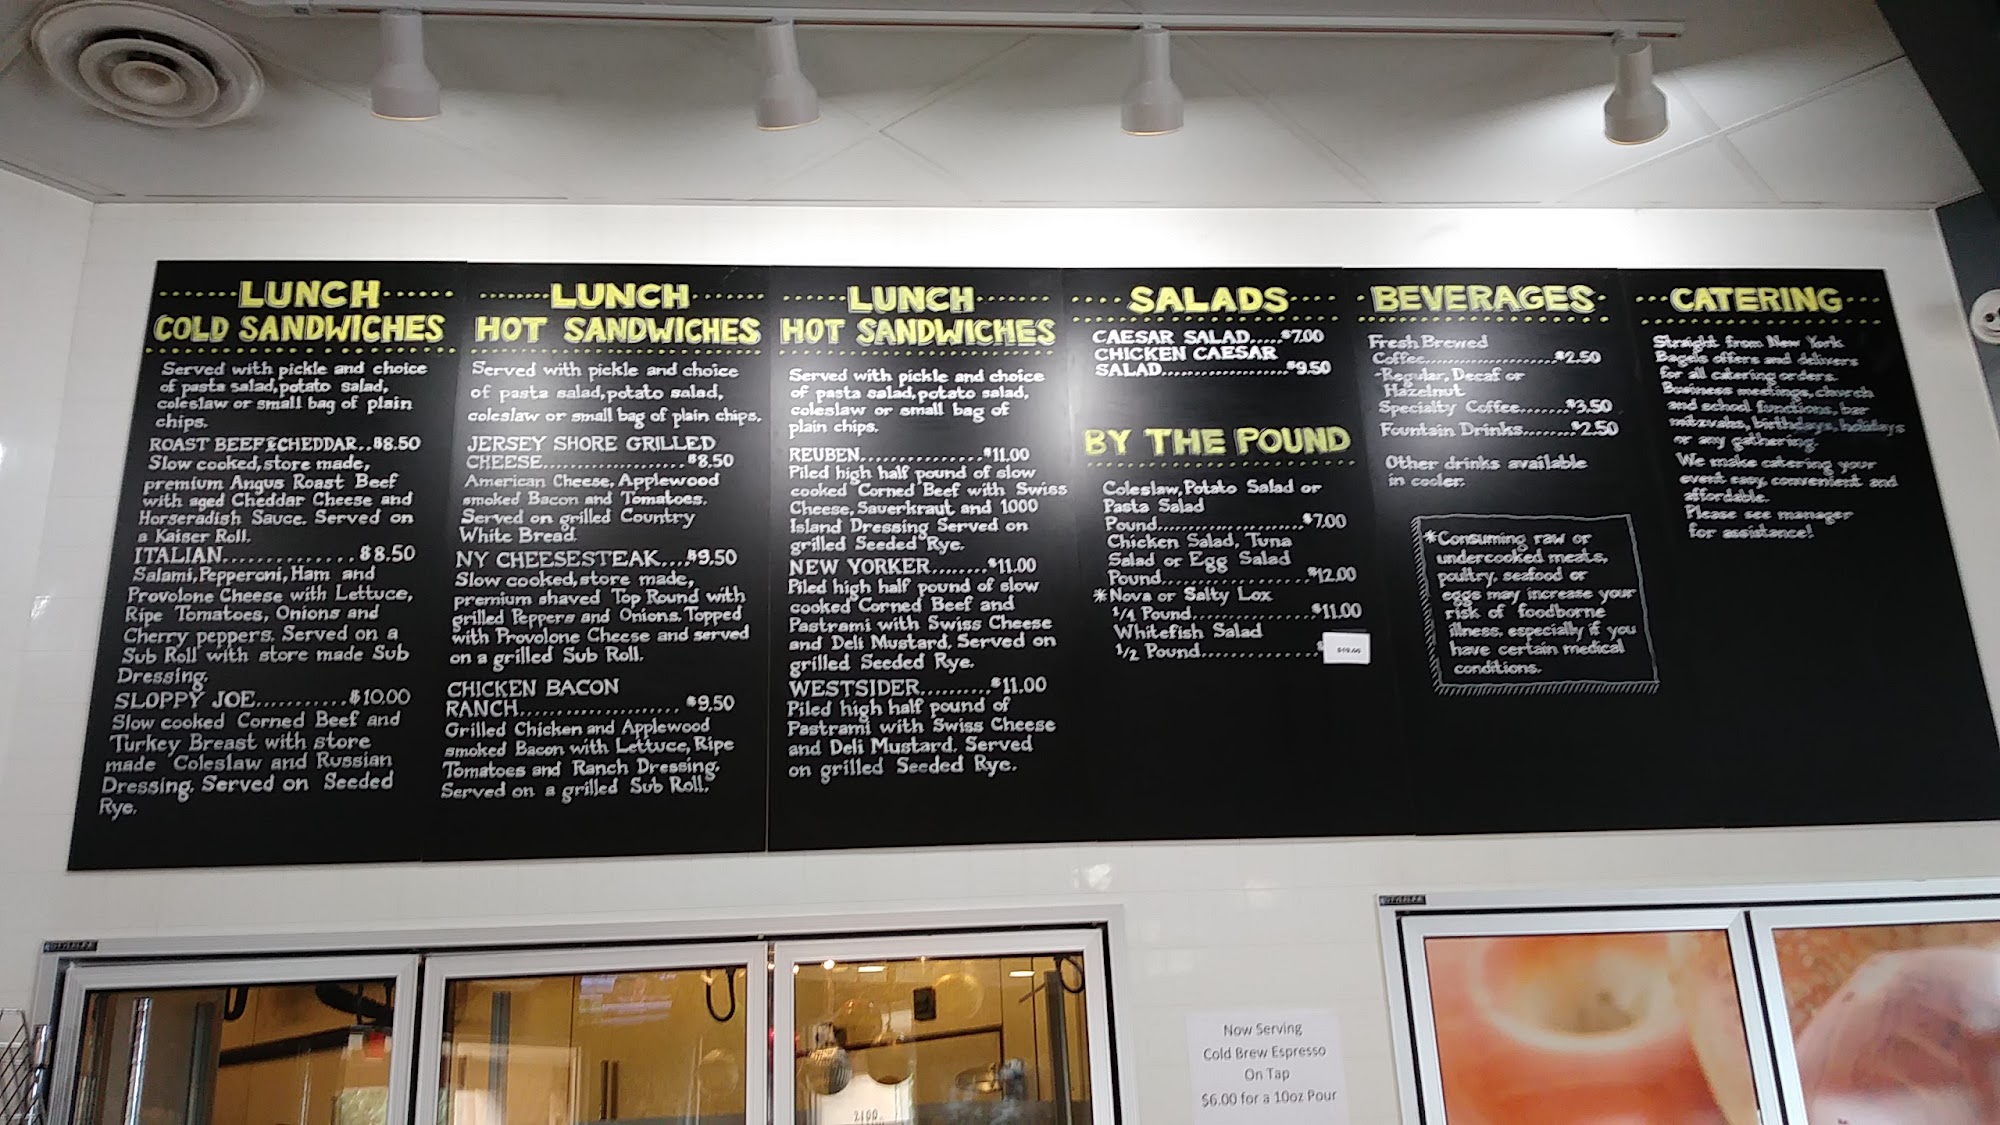 LUNCH
COLD SANDWICHES
Served with pickle and choice
of pasta salad, potato salad,
coleslaw or small bag of plain
chips.
ROAST BEEF & CHEDDAR...$8.50
Slow cooked, store made,
premium Angus Roast Beef
with aged Cheddar Cheese and
Horseradish Sauce. Served on
a Kaiser Roll.
ITALIAN..............$8.50
Salami, Pepperoni, Ham and
Provolone Cheese with Lettuce,
Ripe Tomatoes, Onions and
Cherry peppers. Served on a
Sub Roll with store made Sub
Dressing.
SLOPPY JOE...........$10.00
Slow cooked Corned Beef and
Turkey Breast with store
made Coleslaw and Russian
Dressing. Served on Seeded
Rye.
LUNCH
HOT SANDWICHES
Served with pickle and choice
of pasta salad, potato salad,
coleslaw or small bag of plain chips.
JERSEY SHORE GRILLED
CHEESE.....................$8.50
American Cheese, Applewood
smoked Bacon and Tomatoes.
Served on grilled Country
White Bread.
NY CHEESESTEAK....$9.50
Slow cooked, store made,
premium shaved Top Round with
grilled Peppers and Onions. Topped
with Provolone Cheese and served
on a grilled Sub Roll.
CHICKEN BACON
RANCH...................... $9.50
Grilled Chicken and Applewood
smoked Bacon with Lettuce, Ripe
Tomatoes and Ranch Dressing.
Served on a grilled Sub Roll.
LUNCH
HOT SANDWICHES
Served with pickle and choice
of pasta salad, potato salad,
coleslaw or small bag of
plain chips.
REUBEN................$11.00
Piled high half pound of slow
cooked Corned Beef with Swiss
Cheese, Sauerkraut and 1000
Island Dressing Served on
grilled Seeded Rye.
NEW YORKER........$11.00
Piled high half pound of slow
cooked Corned Beef and
Pastrami with Swiss Cheese
and Deli Mustard. Served on
grilled Seeded Rye.
WESTSIDER..........$11.00
Piled high half pound of
Pastrami with Swiss Cheese
and Deli Mustard. Served
on grilled Seeded Rye.
SALADS
CAESAR SALAD.....$7.00
CHICKEN CAESAR
SALAD................$9.50
BY THE POUND
Coleslaw, Potato Salad or
Pasta Salad
Pound......................$7.00
Chicken Salad, Tuna
Salad or Egg Salad
Pound......................$12.00
*Nova or Salty Lox
1/4 Pound..................$11.00
Whitefish Salad
1/2 Pound................$
BEVERAGES
Fresh Brewed
Coffee...................$2.50
-Regular, Decaf or
Hazelnut
Specialty Coffee.......$3.50
Fountain Drinks........$2.50
Other drinks available
in cooler.
*Consuming raw or
undercooked meats,
poultry, seafood or
eggs may increase your
risk of foodborne
illness, especially if you
have certain medical
conditions.
CATERING
Straight from New York
Bagels offers and delivers
for all catering orders.
Business meetings, church
and school functions, bar
mitzvahs, birthdays, holidays
or any gathering.
We make catering your
event easy, convenient and
affordable.
Please see manager
for assistance!
Now Serving
Cold Brew Espresso
On Tap
$6.00 for a 10oz Pour
2100